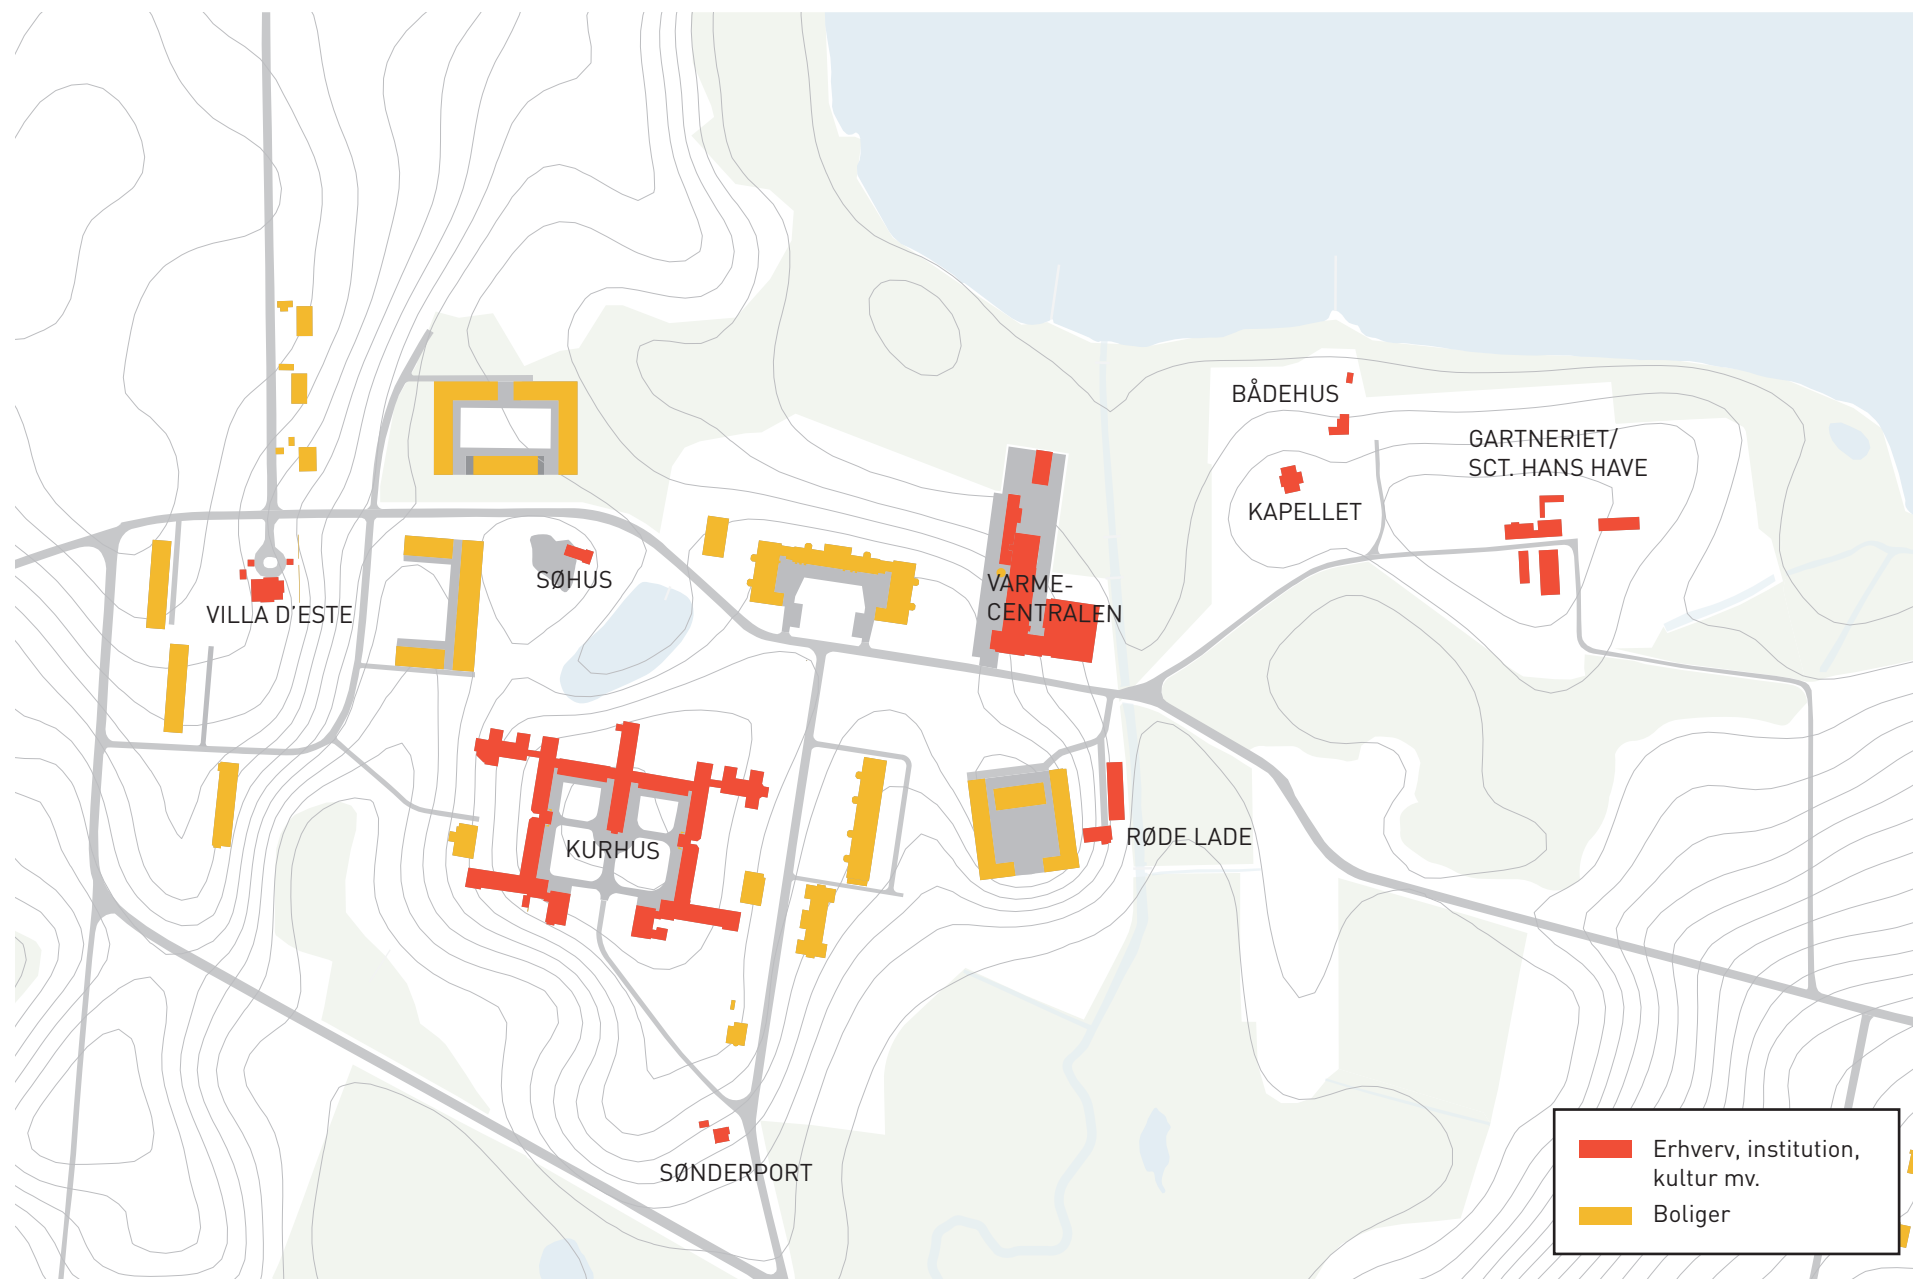 BÅDEHUS
GARTNERIET/
SCT. HANS HAVE
KAPELLET
SØHUS
VARME-
CENTRALEN
VILLA D'ESTE
KURHUS
RØDE LADE
SØNDERPORT
Erhverv, institution,
kultur mv.
Boliger